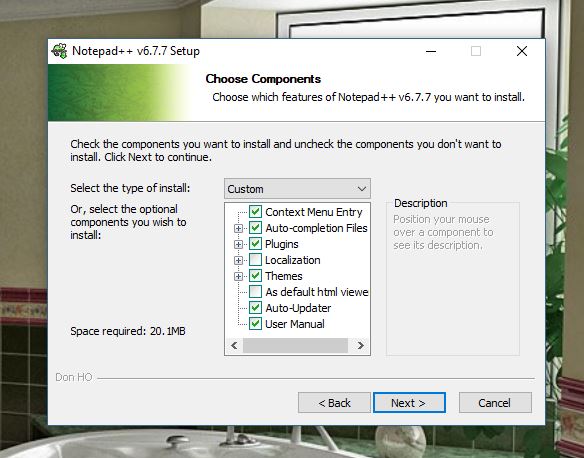 Notepad++ v6.7.7 Setup
Choose Components
Choose which features of Notepad++ v6.7.7 you want to install.
Check the components you want to install and uncheck the components you don't want to
install. Click Next to continue.
Select the type of install:
Custom
Or, select the optional
components you wish to
install:
Context Menu Entry
Auto-completion Files
Plugins
Localization
Themes
As default html viewe
Auto-Updater
User Manual
Description
Position your mouse
over a component to
see its description.
Space required: 20.1MB
Don HO
< Back
Next >
Cancel